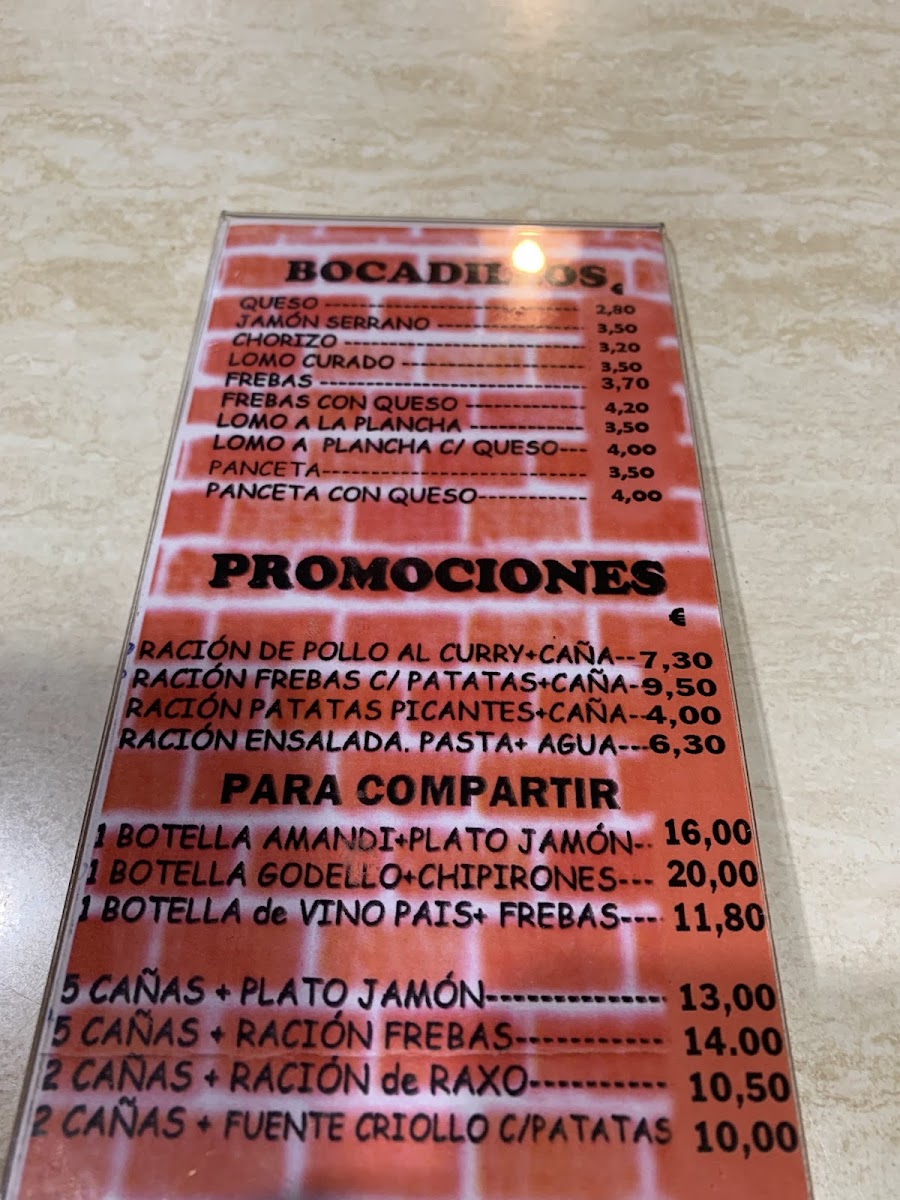 BOCADILLOS €
QUESO ---------------------------- 2,80
JAMÓN SERRANO ---------------- 3,50
CHORIZO -------------------------- 3,20
LOMO CURADO -------------------- 3,50
FREBAS ---------------------------- 3,70
FREBAS CON QUESO ------------- 4,20
LOMO A LA PLANCHA ------------ 3,50
LOMO A PLANCHA C/ QUESO--- 4,00
PANCETA---------------------------- 3,50
PANCETA CON QUESO----------- 4,00
PROMOCIONES
€
RACIÓN DE POLLO AL CURRY+CAÑA--7,30
RACIÓN FREBAS C/ PATATAS+CAÑA-9,50
RACIÓN PATATAS PICANTES+CAÑA--4,00
RACIÓN ENSALADA. PASTA+ AGUA---6,30
PARA COMPARTIR
1 BOTELLA AMANDI+PLATO JAMÓN-- 16,00
1 BOTELLA GODELLO+CHIPIRONES--- 20,00
1 BOTELLA de VINO PAIS+ FREBAS---- 11,80
5 CAÑAS + PLATO JAMÓN--------------- 13,00
5 CAÑAS + RACIÓN FREBAS------------ 14.00
2 CAÑAS + RACIÓN de RAXO----------- 10,50
2 CAÑAS + FUENTE CRIOLLO C/PATATAS 10,00